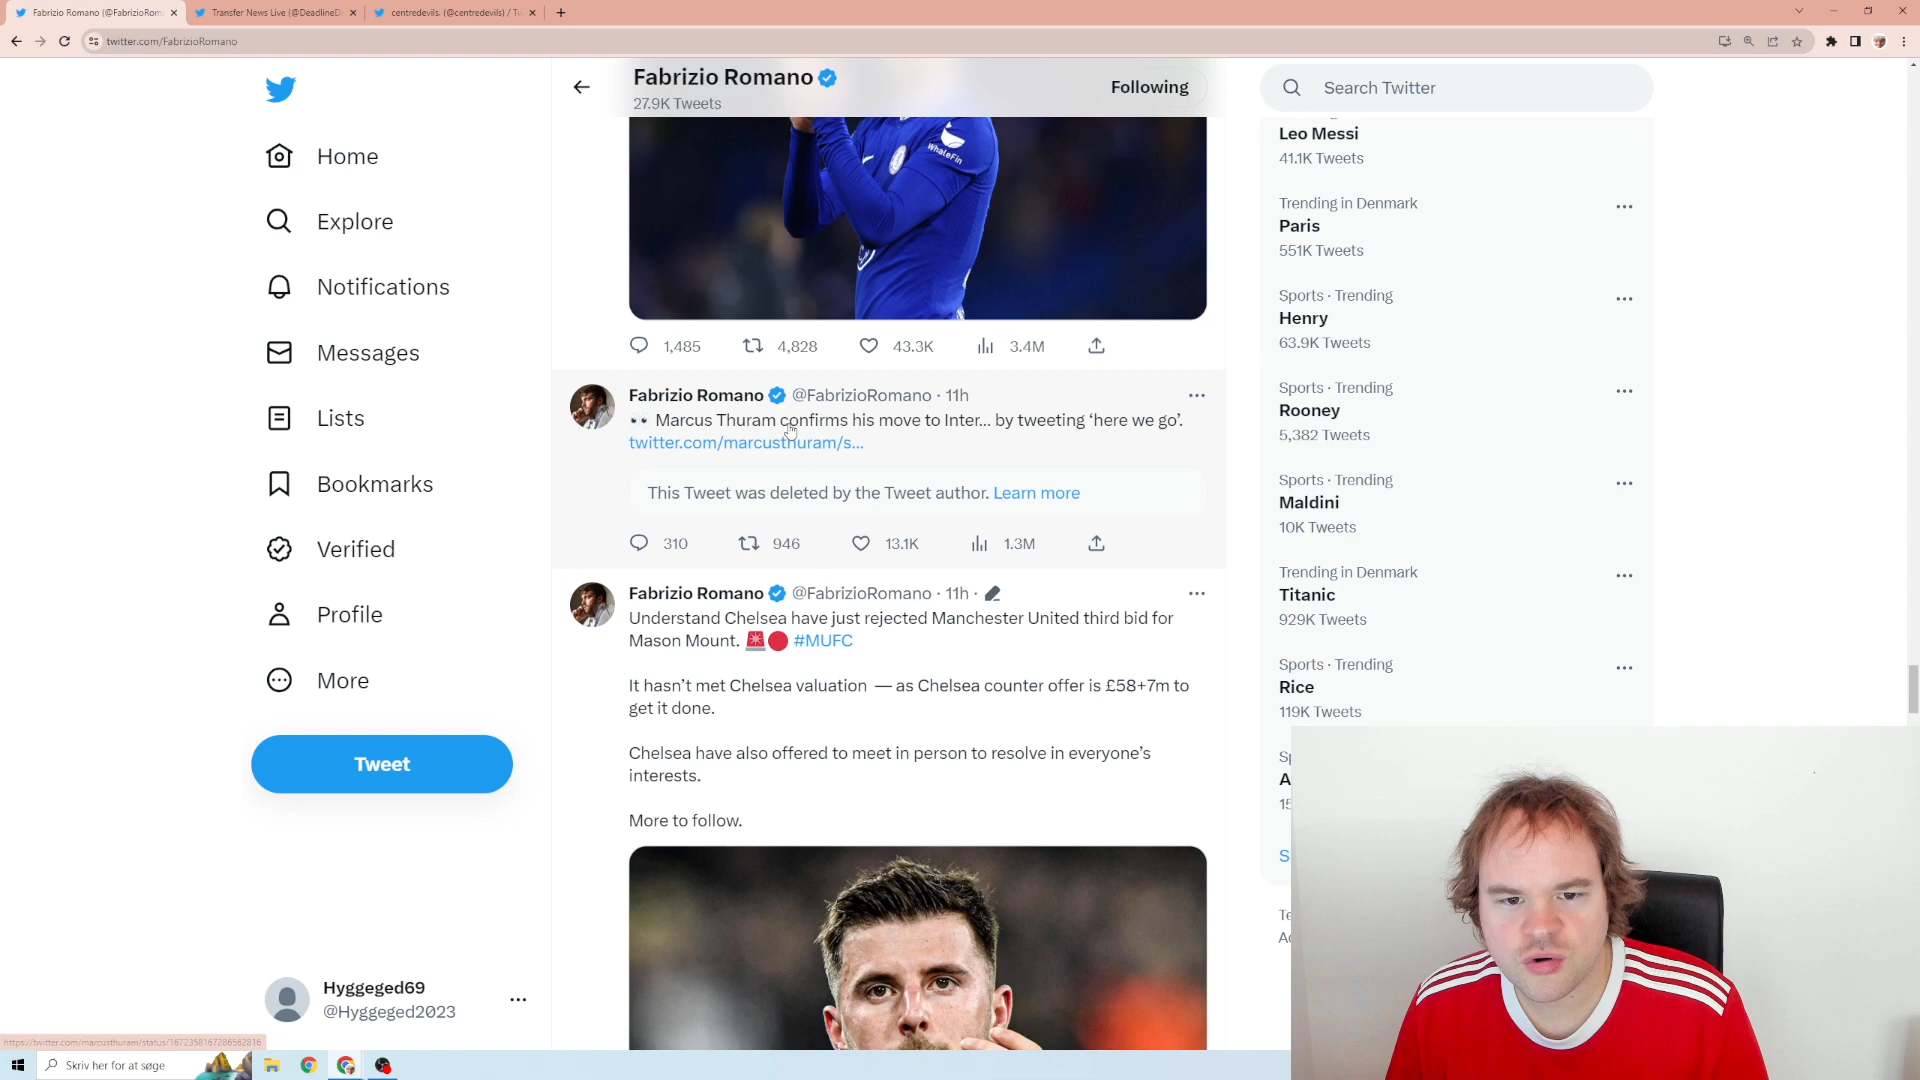 Fabrizio Romano (@FabrizioRom
Transfer News Live (@DeadlineD
centredevils. (@centredevils) / Tw
twitter.com/FabrizioRomano
Fabrizio Romano
27.9K Tweets
Following
Search Twitter
Home
Explore
Notifications
Messages
Lists
Bookmarks
Verified
Profile
More
Tweet
Hyggeged69
@Hyggeged2023
WhaleFin
1,485 4,828 43.3K 3.4M
Fabrizio Romano @FabrizioRomano · 11h
👀 Marcus Thuram confirms his move to Inter... by tweeting ‘here we go’.
twitter.com/marcusthuram/s...
This Tweet was deleted by the Tweet author. Learn more
310 946 13.1K 1.3M
Fabrizio Romano @FabrizioRomano · 11h ·
Understand Chelsea have just rejected Manchester United third bid for
Mason Mount. 🚨🔴 #MUFC
It hasn’t met Chelsea valuation — as Chelsea counter offer is £58+7m to
get it done.
Chelsea have also offered to meet in person to resolve in everyone’s
interests.
More to follow.
Leo Messi
41.1K Tweets
Trending in Denmark
Paris
551K Tweets
Sports · Trending
Henry
63.9K Tweets
Sports · Trending
Rooney
5,382 Tweets
Sports · Trending
Maldini
10K Tweets
Trending in Denmark
Titanic
929K Tweets
Sports · Trending
Rice
119K Tweets
https://twitter.com/marcusthuram/status/1672358167286562816
Skriv her for at søge